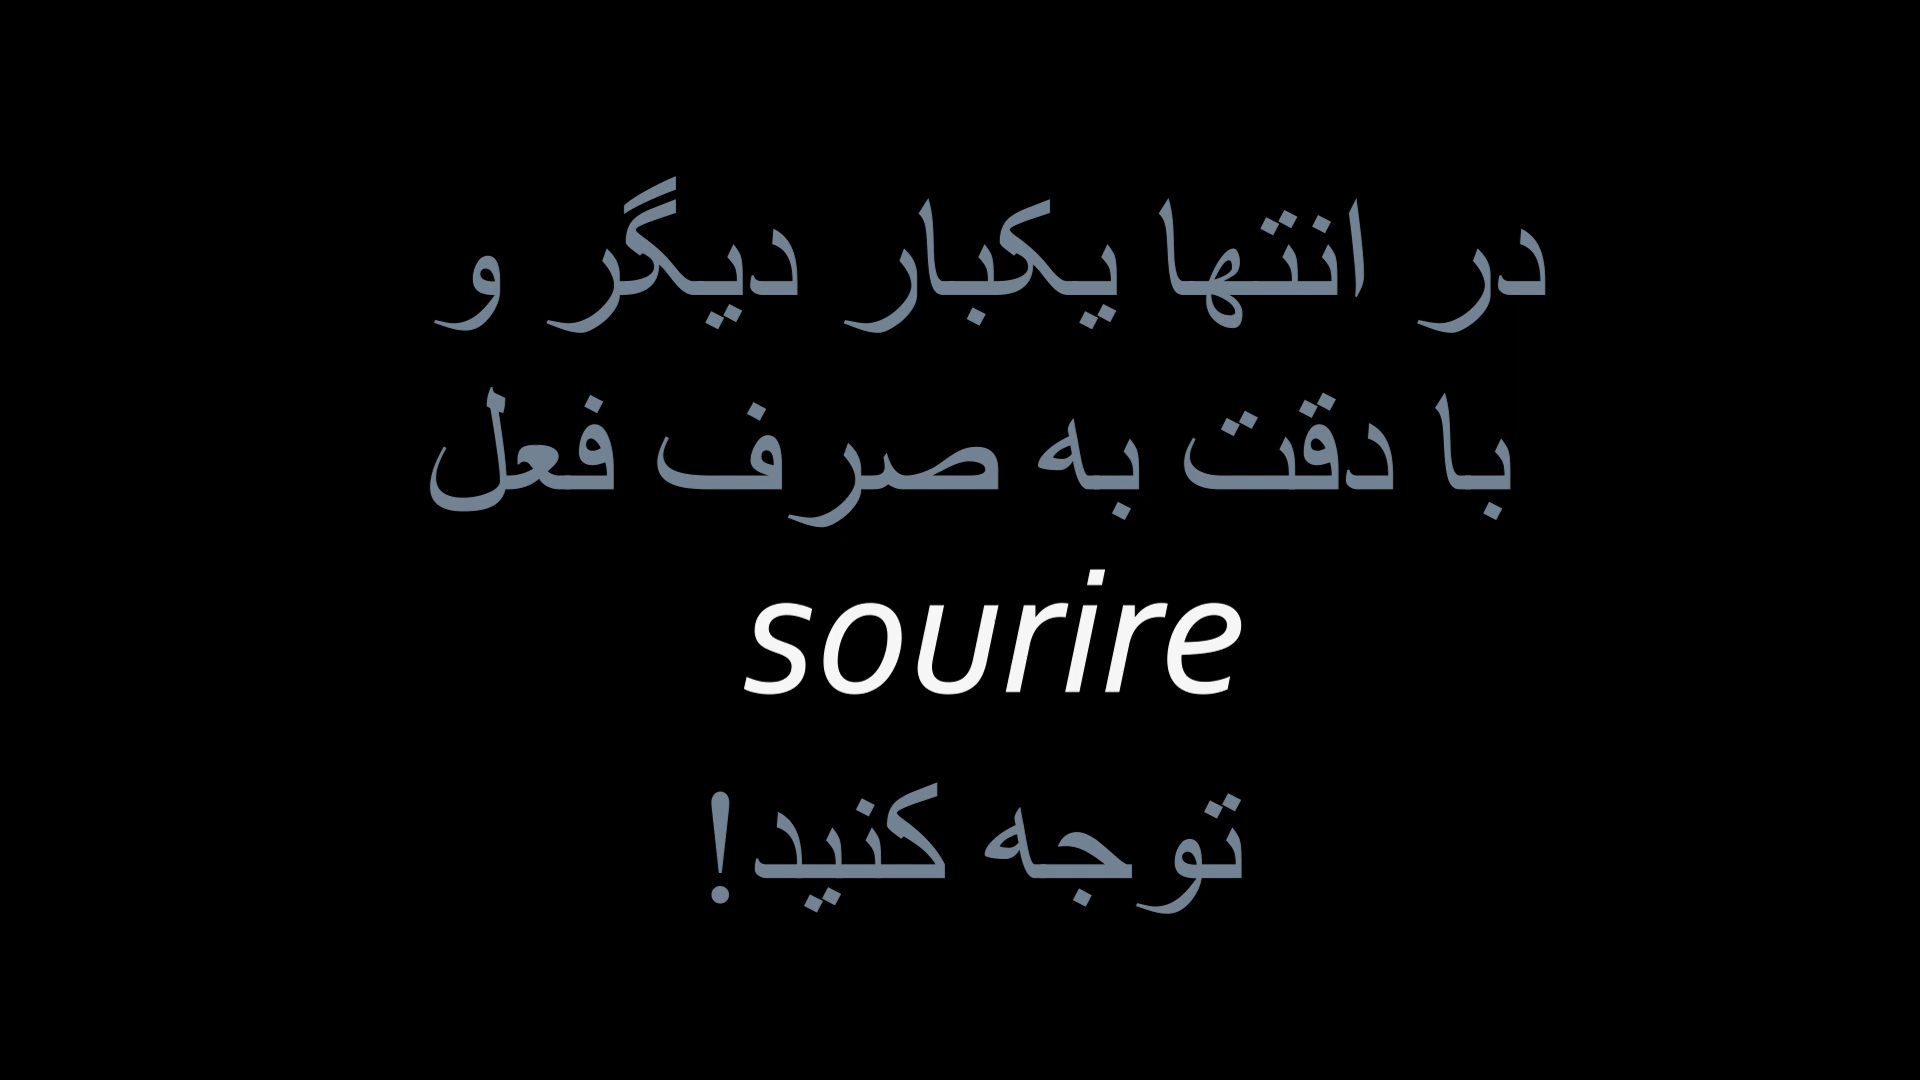 در انتها یکبار دیگر و
با دقت به صرف فعل
sourire
توجه کنید!